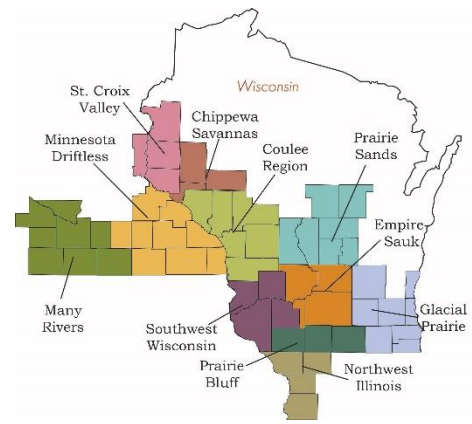 Wisconsin
St. Croix
Valley
Chippewa
Savannas
Minnesota
Driftless
Coulee
Region
Prairie
Sands
Empire
Sauk
Many
Rivers
Southwest
Wisconsin
Glacial
Prairie
Prairie
Bluff
Northwest
Illinois